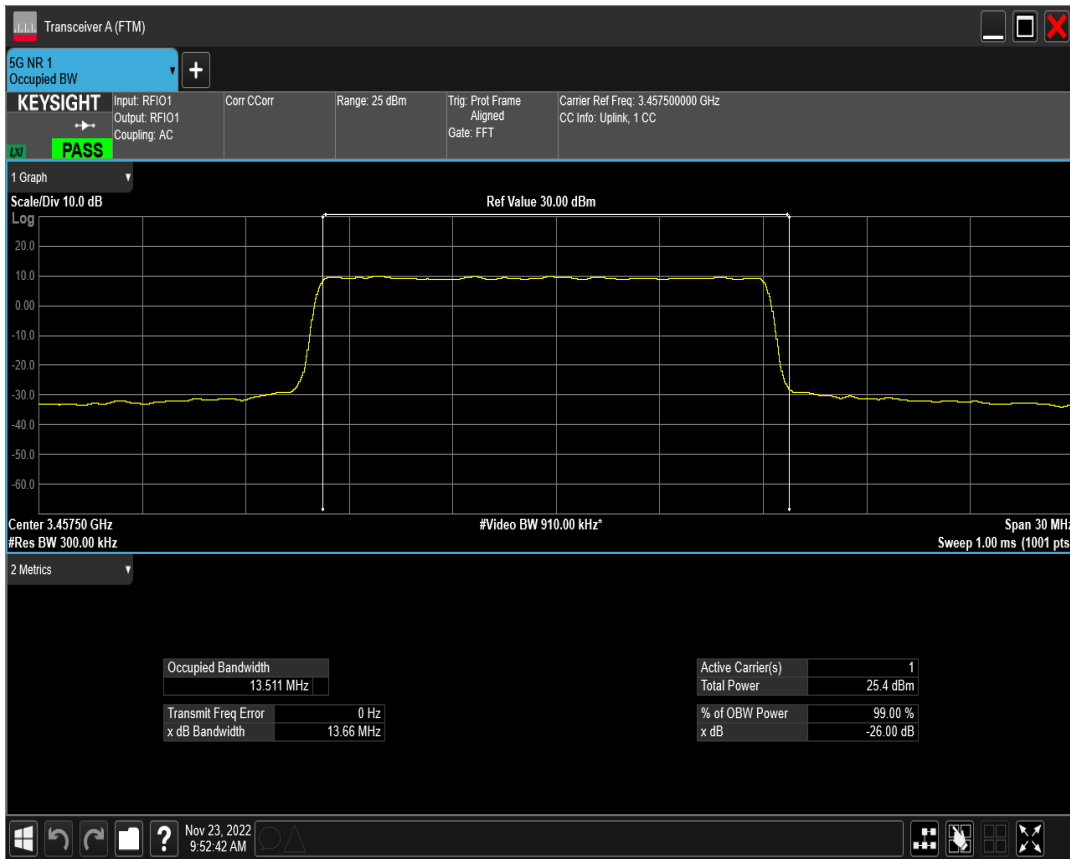 Transceiver A (FTM)
5G NR 1
Occupied BW
+
KEYSIGHT
LXI
PASS
Input: RFIO1
Output: RFIO1
Coupling: AC
Corr CCorr
Range: 25 dBm
Trig: Prot Frame
Aligned
Gate: FFT
Carrier Ref Freq: 3.457500000 GHz
CC Info: Uplink, 1 CC
1 Graph
Scale/Div 10.0 dB
Ref Value 30.00 dBm
Log
20.0
10.0
0.00
-10.0
-20.0
-30.0
-40.0
-50.0
-60.0
Center 3.45750 GHz
#Video BW 910.00 kHz*
Span 30 MHz
#Res BW 300.00 kHz
Sweep 1.00 ms (1001 pts
2 Metrics
Occupied Bandwidth
13.511 MHz
Transmit Freq Error 0 Hz
x dB Bandwidth 13.66 MHz
Active Carrier(s) 1
Total Power 25.4 dBm
% of OBW Power 99.00 %
x dB -26.00 dB
?
Nov 23, 2022
9:52:42 AM